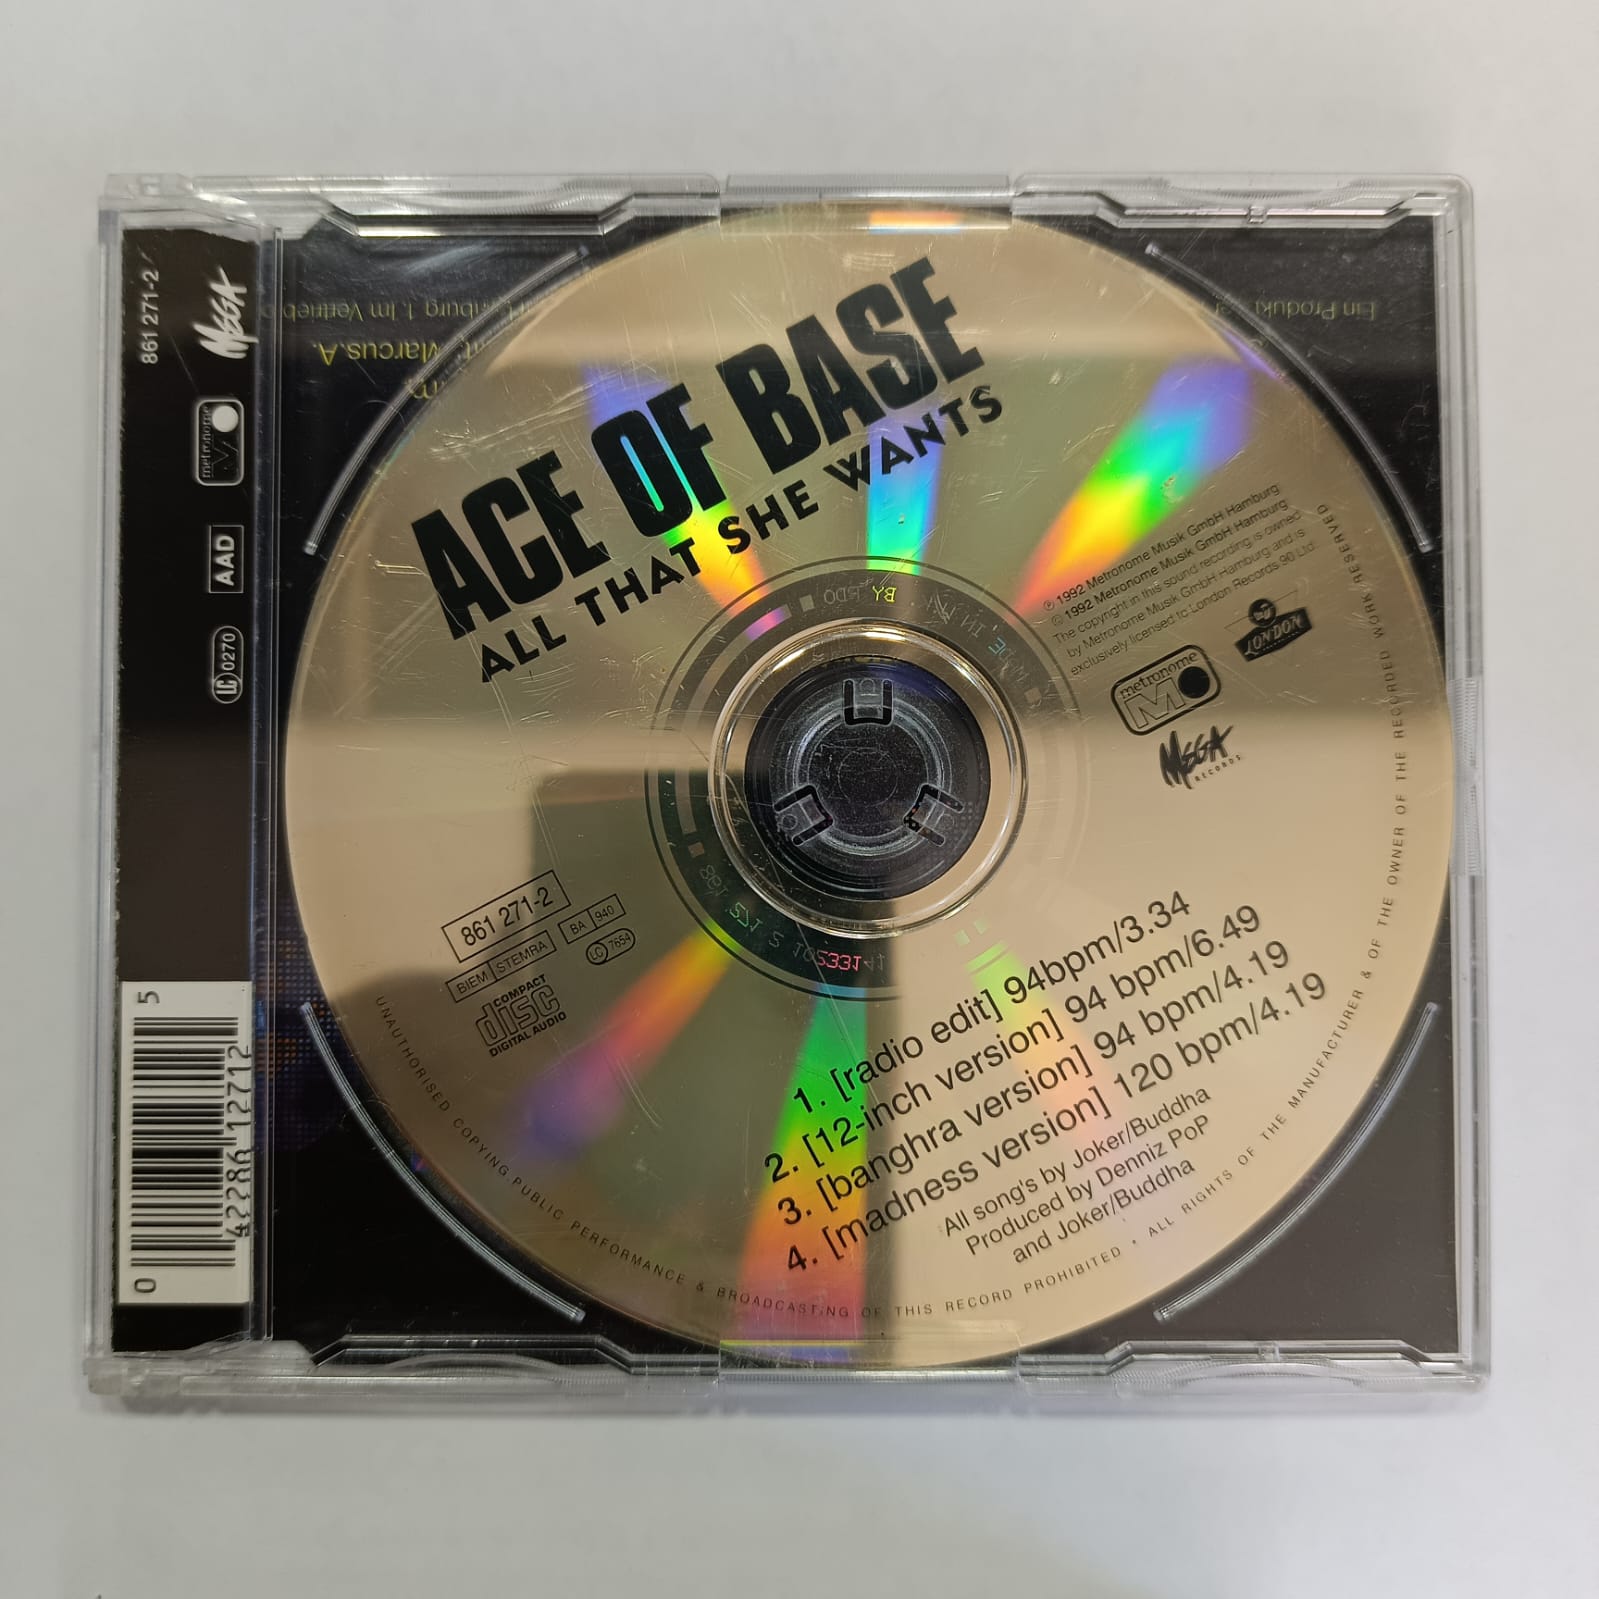 861 271-2
MEGA
metronome
AAD
LC 0270
5
42286 12712
0
Marcus.A.
Ein Produkt
Im Vertrieb
ACE OF BASE
ALL THAT SHE WANTS
℗ 1992 Metronome Musik GmbH Hamburg
© 1992 Metronome Musik GmbH Hamburg
The copyright in this sound recording is owned
by Metronome Musik GmbH Hamburg and is
exclusively licensed to London Records 90 Ltd.
LONDON
metronome
MEGA
RECORDS
861 271-2
BIEM STEMRA
BA 940
LC 7654
COMPACT
disc
DIGITAL AUDIO
1. [radio edit] 94bpm/3.34
2. [12-inch version] 94 bpm/6.49
3. [banghra version] 94 bpm/4.19
4. [madness version] 120 bpm/4.19
All song's by Joker/Buddha
Produced by Denniz PoP
and Joker/Buddha
UNAUTHORISED COPYING, PUBLIC PERFORMANCE & BROADCASTING OF THIS RECORD PROHIBITED • ALL RIGHTS OF THE MANUFACTURER & OF THE OWNER OF THE RECORDED WORK RESERVED